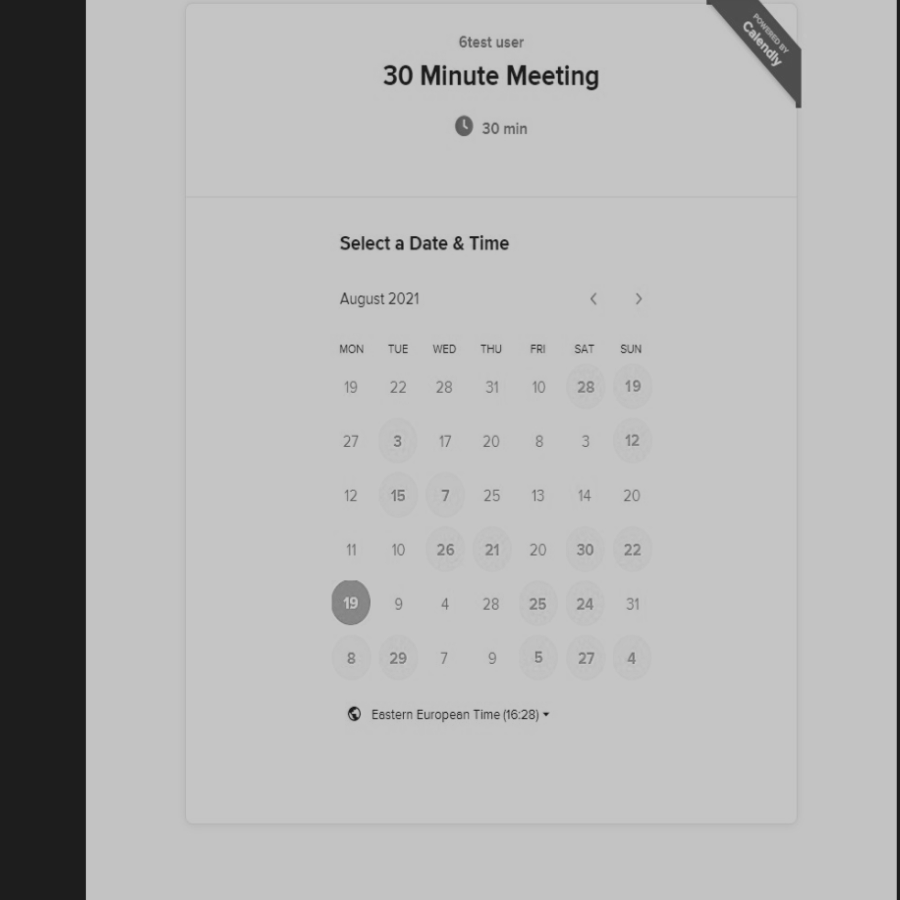 POWERED BY
Calendly
6test user
30 Minute Meeting
30 min
Select a Date & Time
August 2021
MON TUE WED THU FRI SAT SUN
19 22 28 31 10 28 19
27 3 17 20 8 3 12
12 15 7 25 13 14 20
11 10 26 21 20 30 22
19 9 4 28 25 24 31
8 29 7 9 5 27 4
Eastern European Time (16:28)